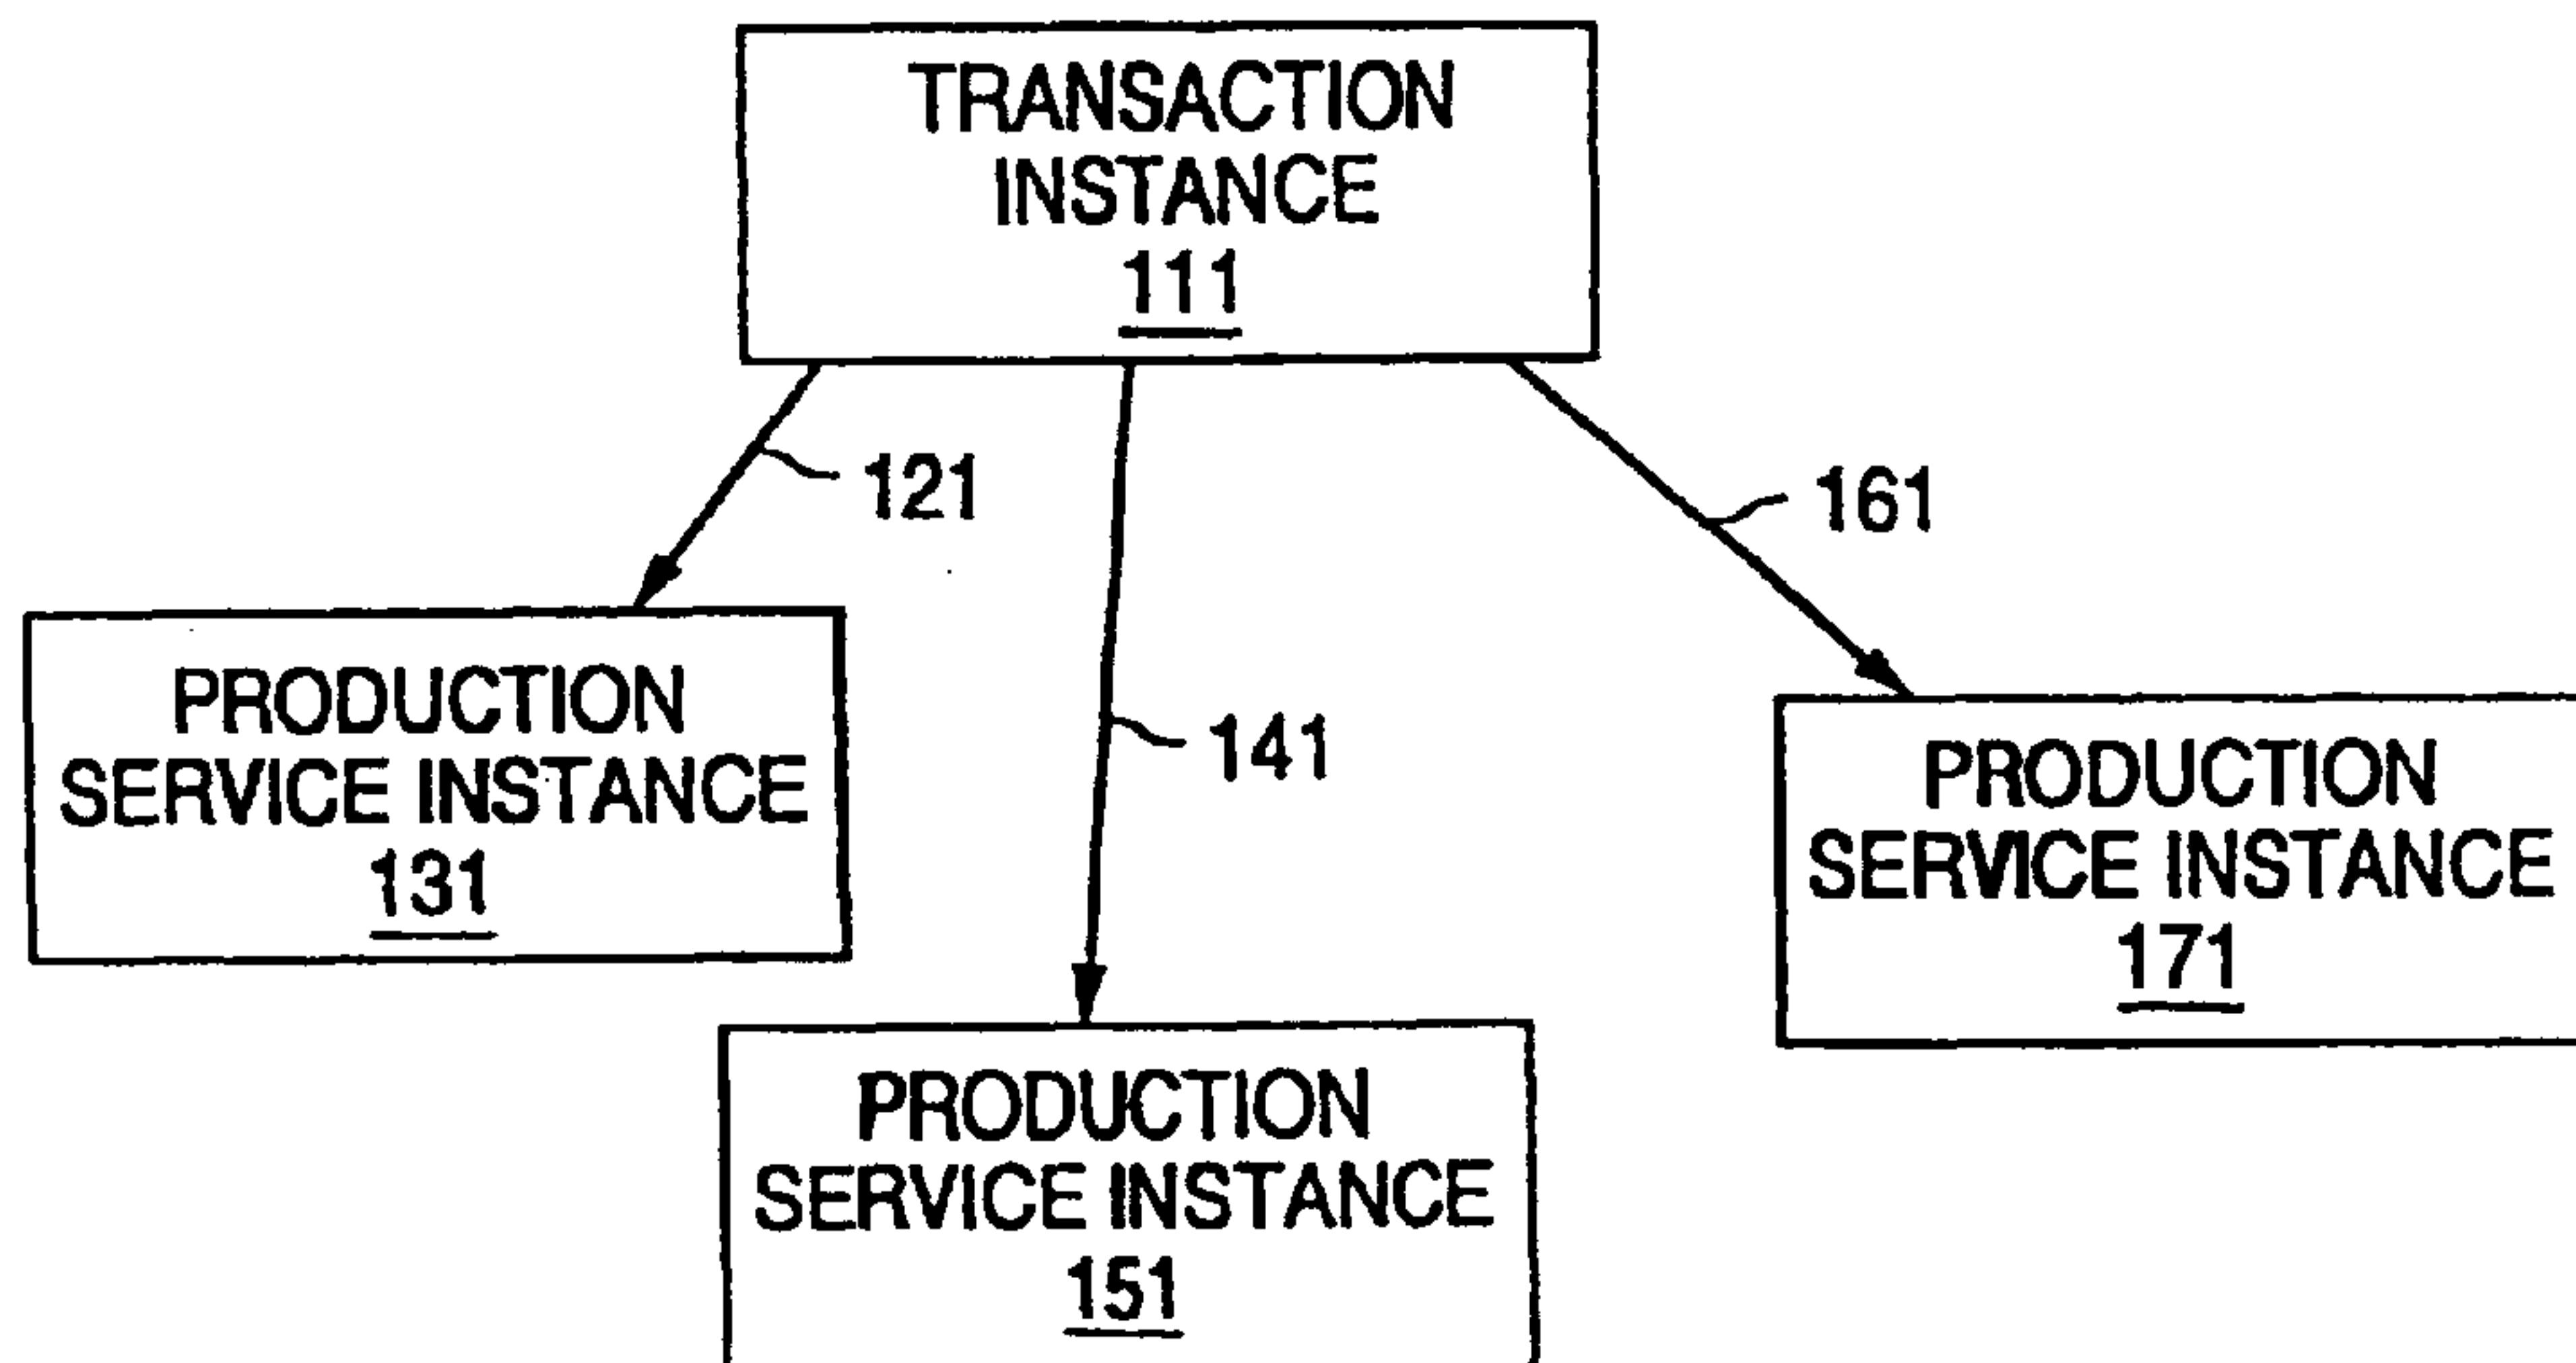 TRANSACTION
INSTANCE
111
121
161
PRODUCTION
SERVICE INSTANCE
131
141
PRODUCTION
SERVICE INSTANCE
171
PRODUCTION
SERVICE INSTANCE
151